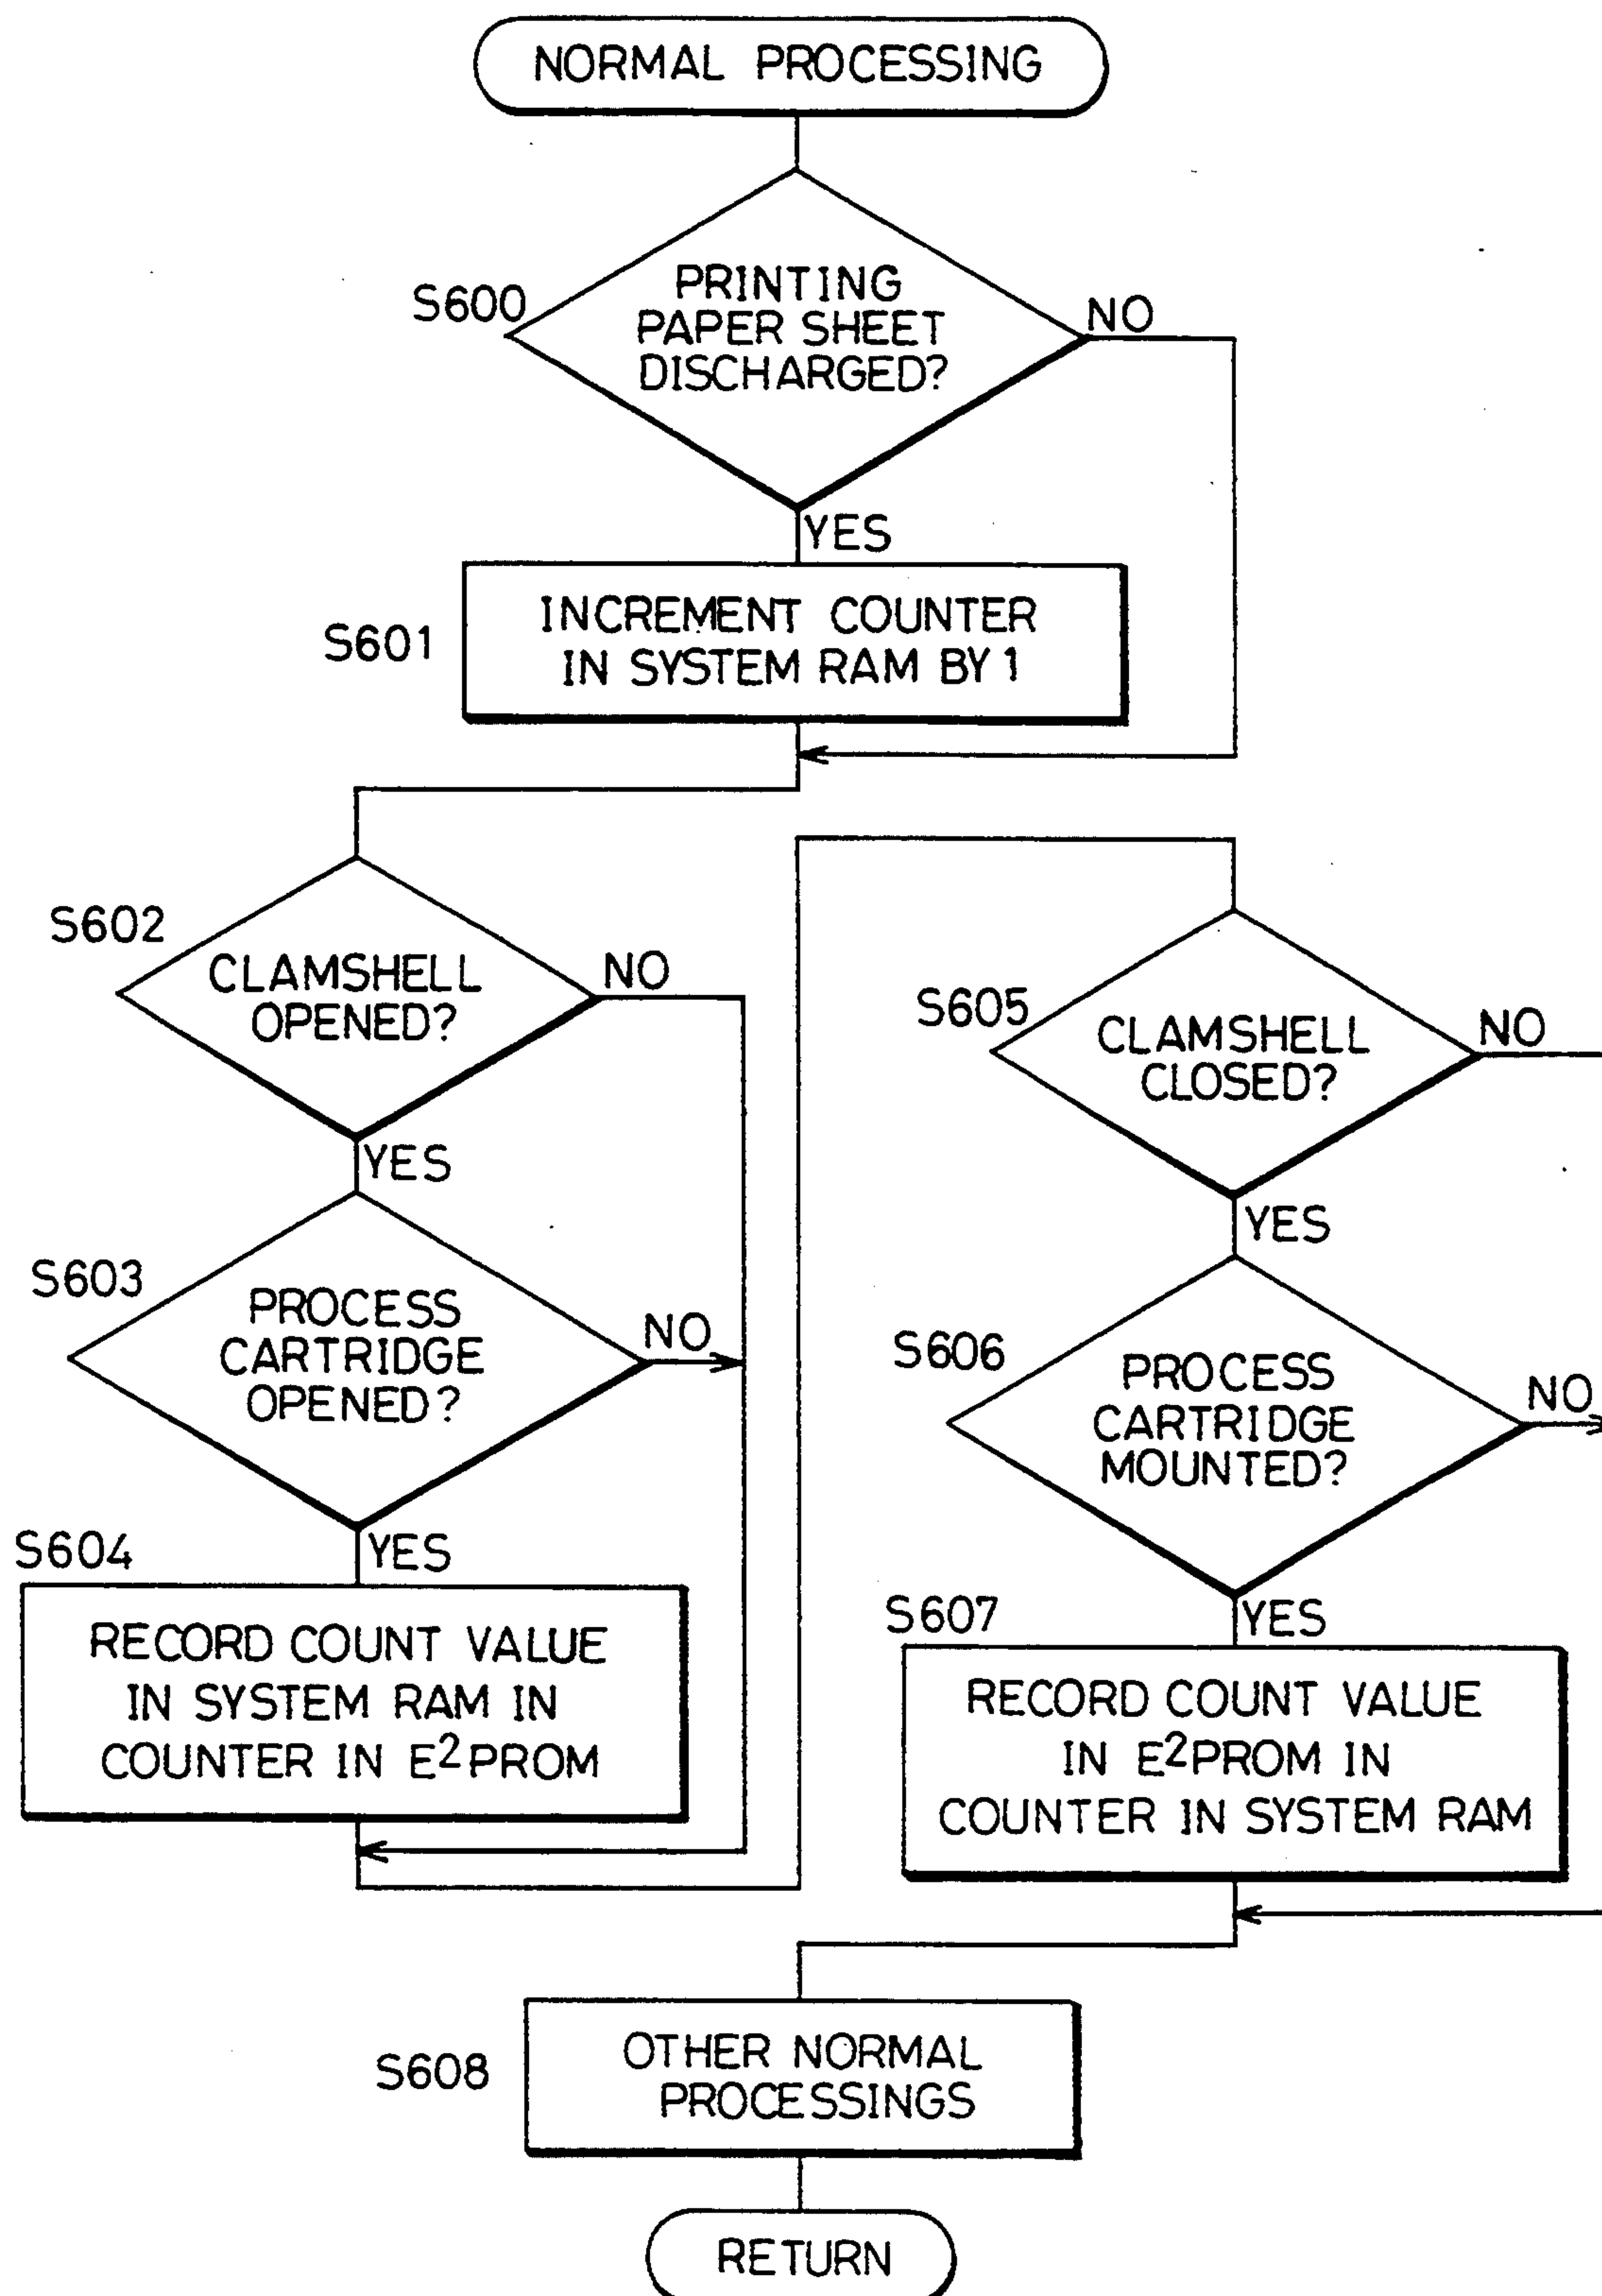 NORMAL PROCESSING
S600
PRINTING
PAPER SHEET
DISCHARGED?
NO
YES
S601
INCREMENT COUNTER
IN SYSTEM RAM BY 1
S602
CLAMSHELL
OPENED?
NO
YES
S603
PROCESS
CARTRIDGE
OPENED?
NO
YES
S604
RECORD COUNT VALUE
IN SYSTEM RAM IN
COUNTER IN E²PROM
S605
CLAMSHELL
CLOSED?
NO
YES
S606
PROCESS
CARTRIDGE
MOUNTED?
NO
YES
S607
RECORD COUNT VALUE
IN E²PROM IN
COUNTER IN SYSTEM RAM
S608
OTHER NORMAL
PROCESSINGS
RETURN